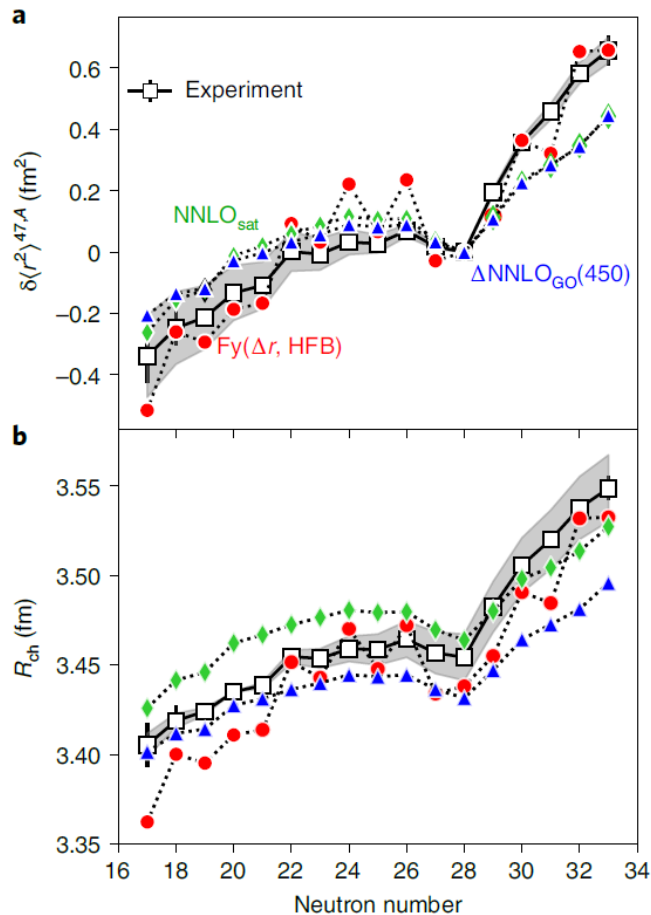 a
0.6
0.4
0.2
0
−0.2
−0.4
δ⟨r²⟩⁴⁷,ᴬ (fm²)
Experiment
NNLOsat
ΔNNLOGO(450)
Fy(Δr, HFB)
b
3.55
3.50
3.45
3.40
3.35
Rch (fm)
16 18 20 22 24 26 28 30 32 34
Neutron number